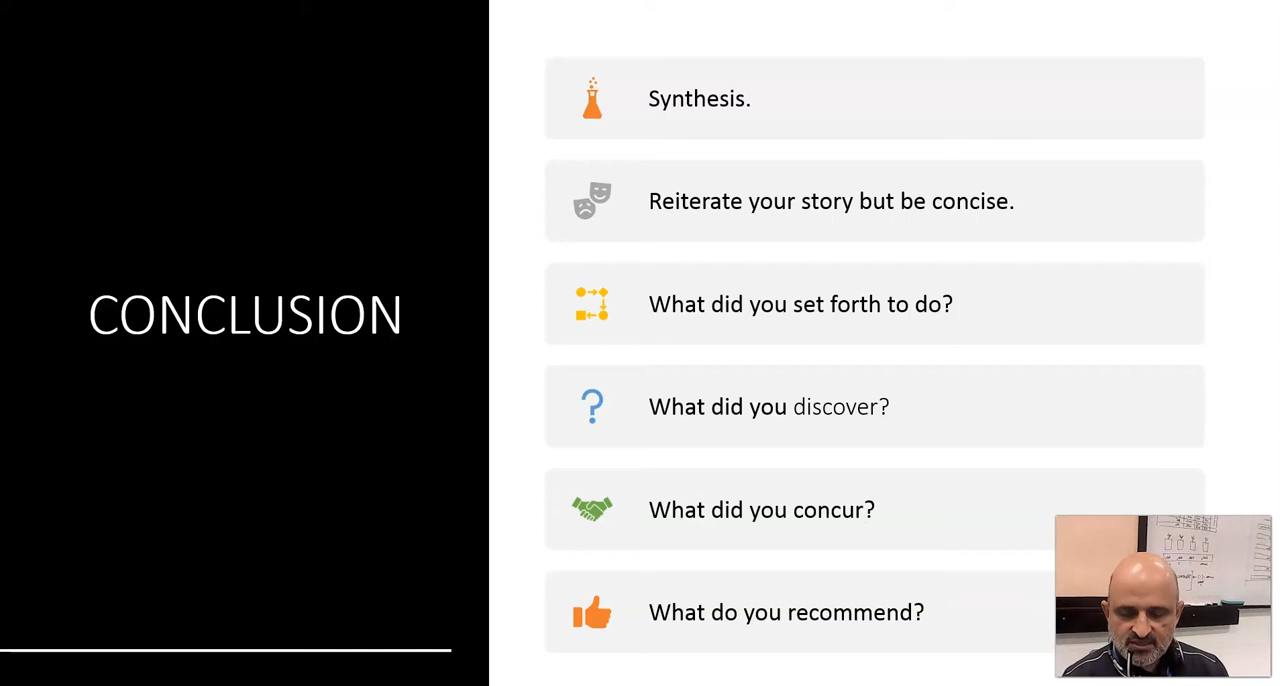 CONCLUSION
Synthesis.
Reiterate your story but be concise.
What did you set forth to do?
What did you discover?
What did you concur?
What do you recommend?